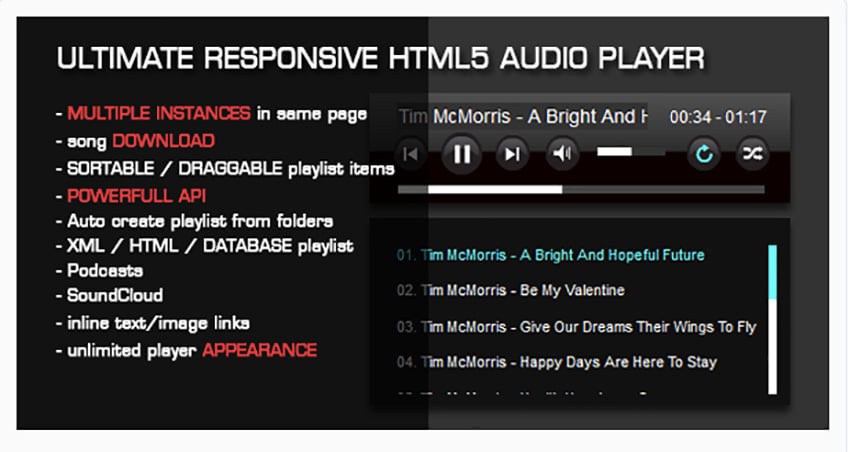 ULTIMATE RESPONSIVE HTML5 AUDIO PLAYER
- MULTIPLE INSTANCES in same page
- song DOWNLOAD
- SORTABLE / DRAGGABLE playlist items
- POWERFULL API
- Auto create playlist from folders
- XML / HTML / DATABASE playlist
- Podcasts
- SoundCloud
- inline text/image links
- unlimited player APPEARANCE
Tim McMorris - A Bright And H
00:34 - 01:17
01. Tim McMorris - A Bright And Hopeful Future
02. Tim McMorris - Be My Valentine
03. Tim McMorris - Give Our Dreams Their Wings To Fly
04. Tim McMorris - Happy Days Are Here To Stay